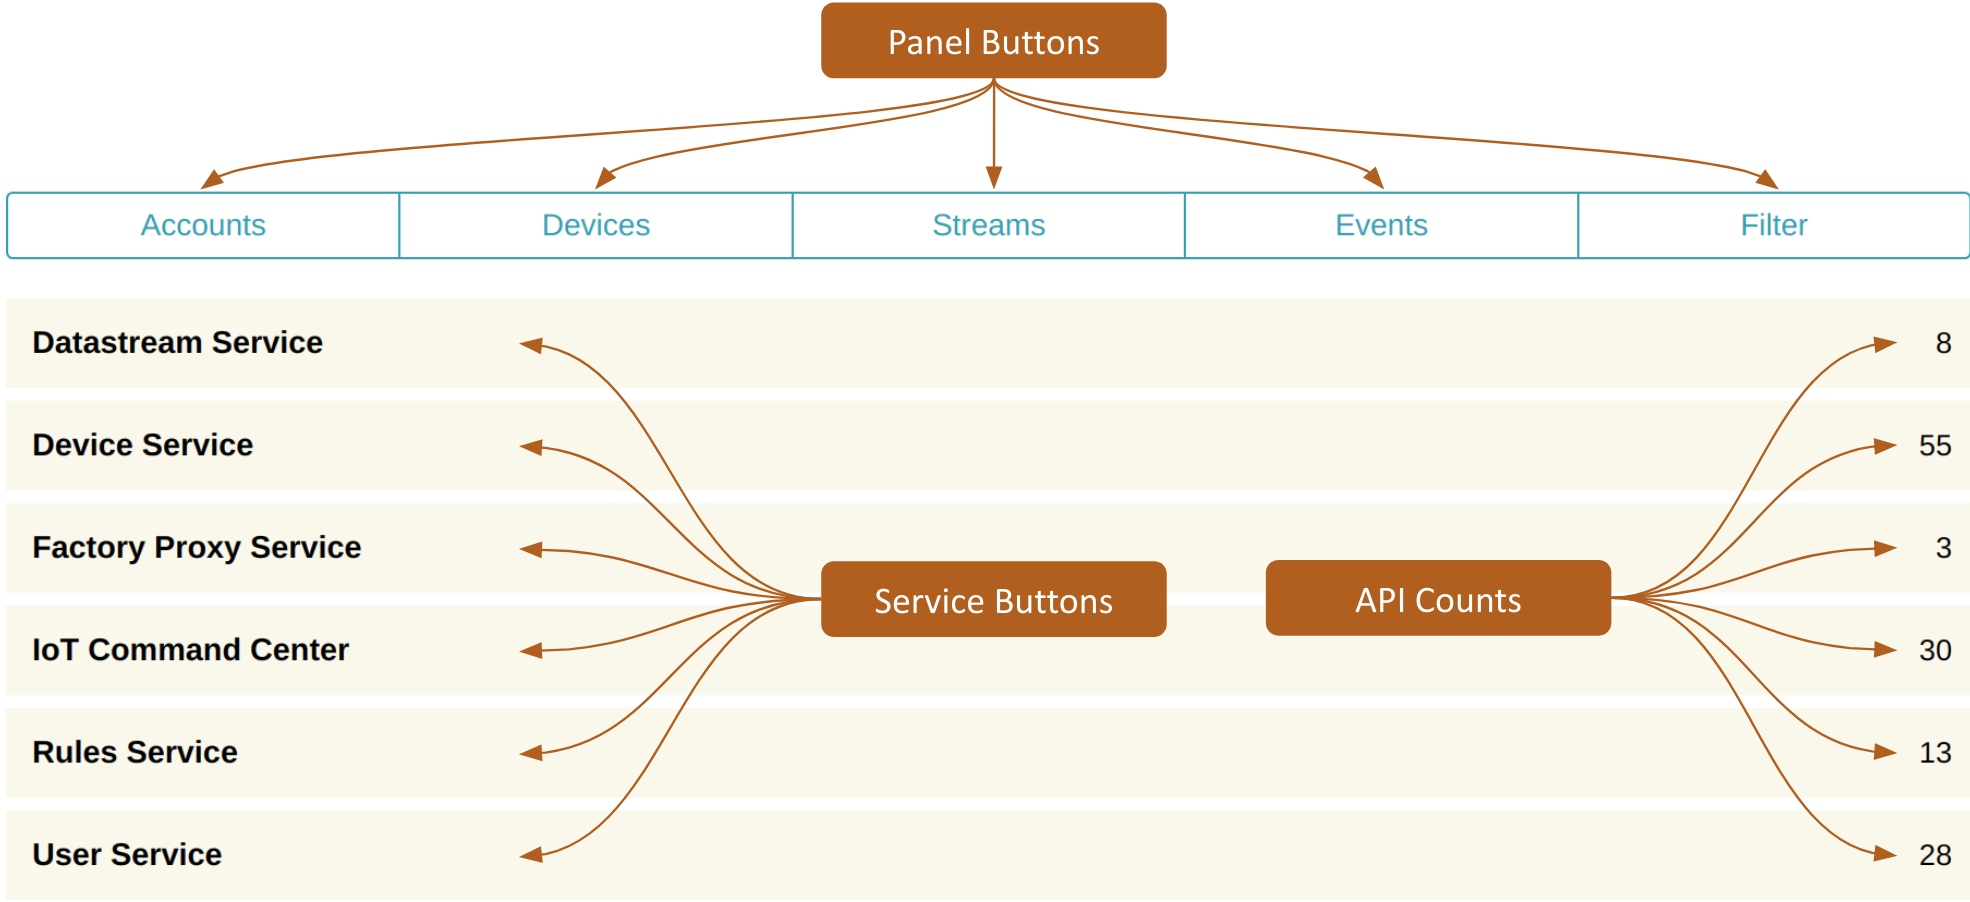 Panel Buttons
Accounts Devices Streams Events Filter
Datastream Service 8
Device Service 55
Factory Proxy Service 3
Service Buttons API Counts
IoT Command Center 30
Rules Service 13
User Service 28